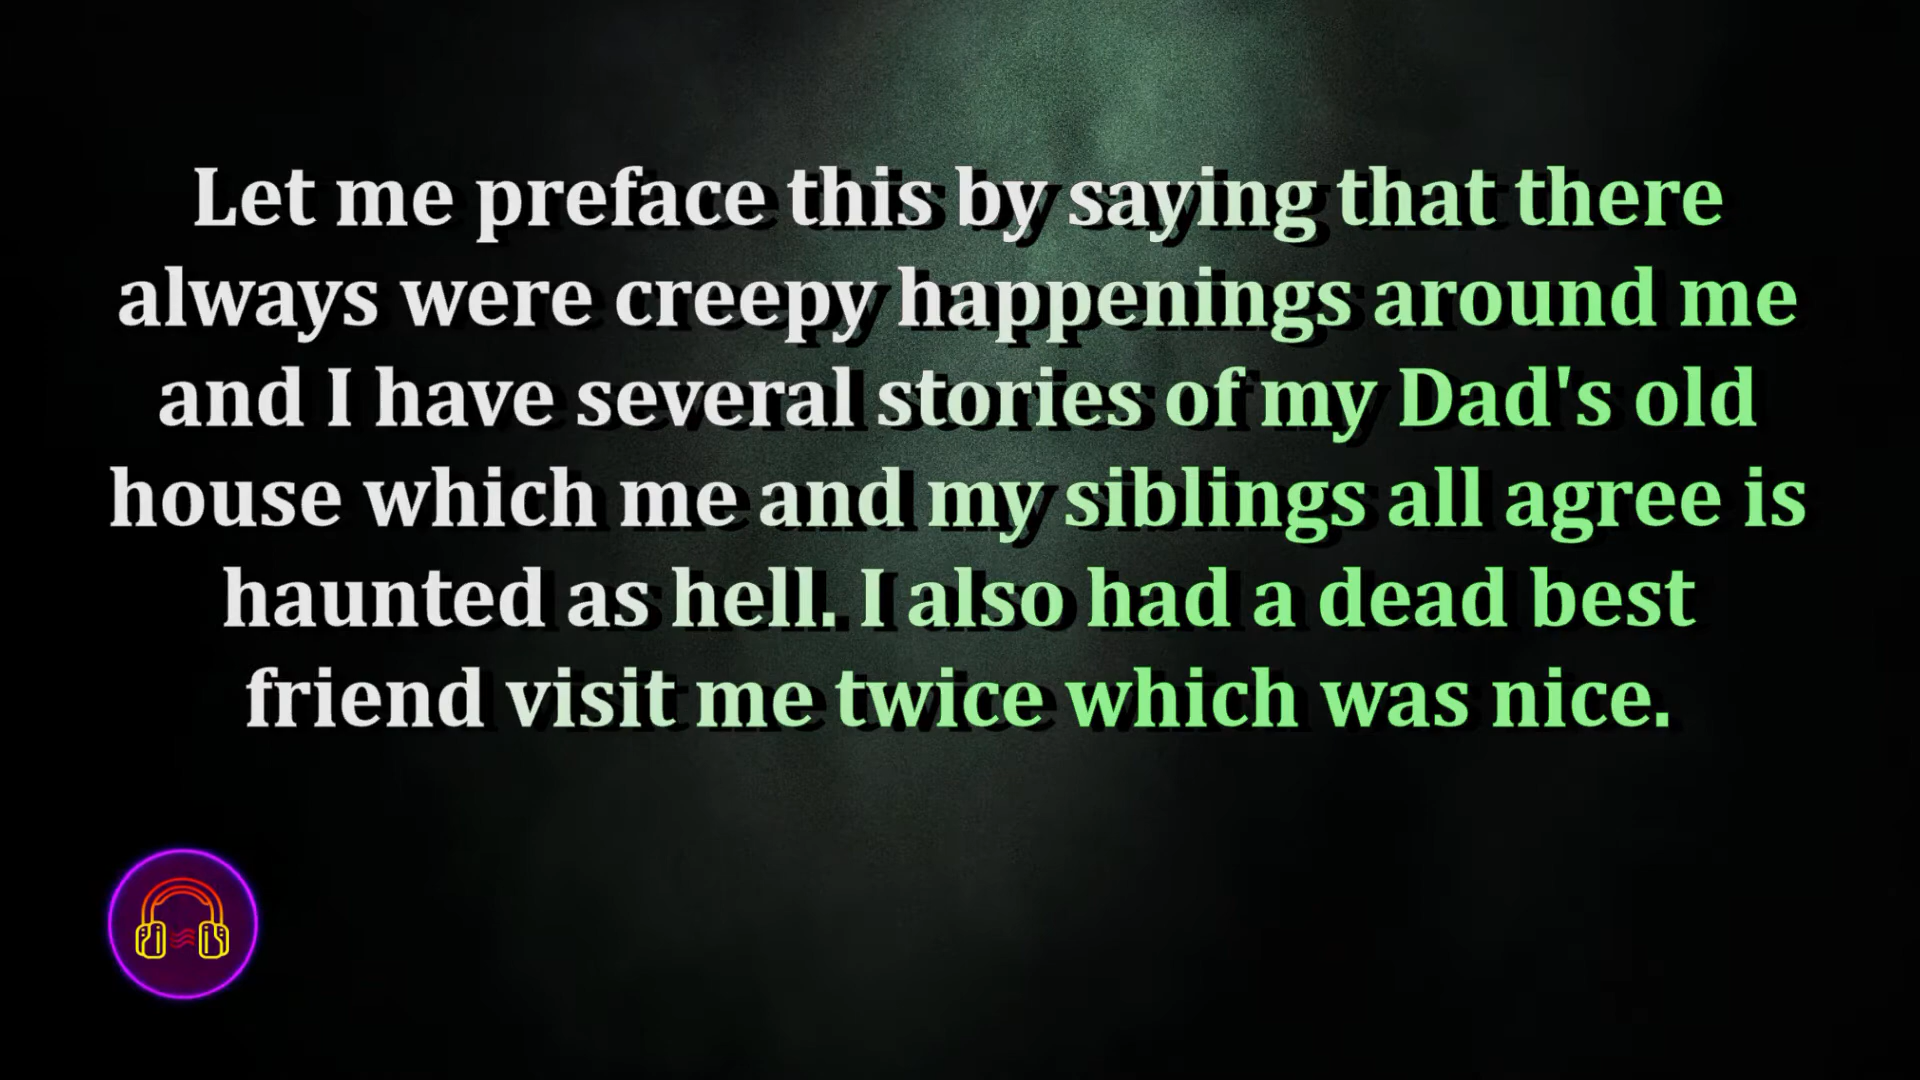 Let me preface this by saying that there
always were creepy happenings around me
and I have several stories of my Dad's old
house which me and my siblings all agree is
haunted as hell. I also had a dead best
friend visit me twice which was nice.